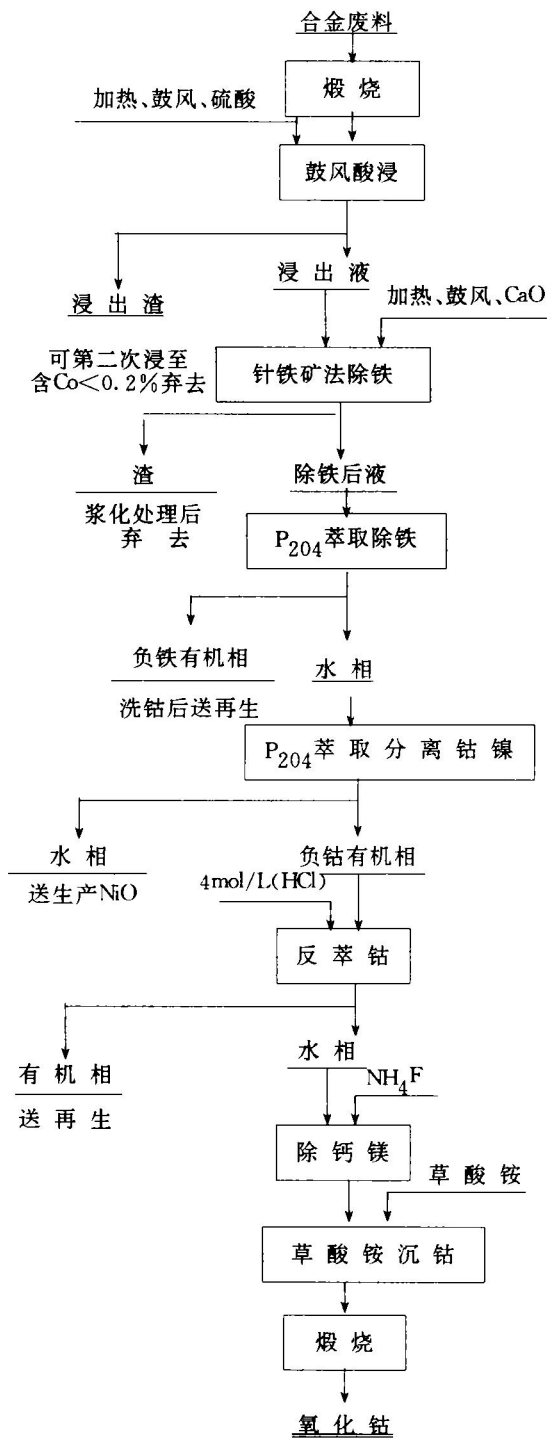 合金废料
煅烧
加热、鼓风、硫酸
鼓风酸浸
浸出渣
浸出液
加热、鼓风、CaO
可第二次浸至
含Co<0.2%弃去
针铁矿法除铁
渣
浆化处理后
弃去
除铁后液
P₂₀₄萃取除铁
负铁有机相
洗钴后送再生
水相
P₂₀₄萃取分离钴镍
水相
送生产NiO
负钴有机相
4mol/L(HCl)
反萃钴
有机相
送再生
水相
NH₄F
除钙镁
草酸铵
草酸铵沉钴
煅烧
氧化钴